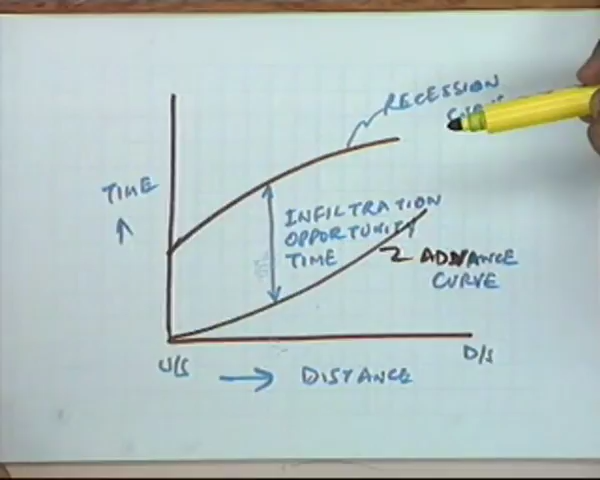 RECESSION
TIME
INFILTRATION
OPPORTUNITY
TIME
ADVANCE
CURVE
U/S
D/S
DISTANCE